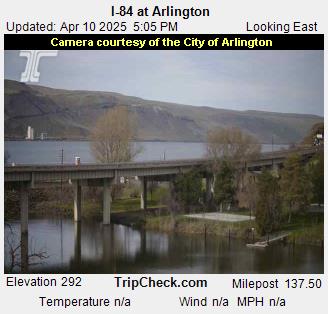 I-84 at Arlington
Updated: Apr 10 2025 5:05 PM Looking East
Camera courtesy of the City of Arlington
Elevation 292 TripCheck.com Milepost 137.50
Temperature n/a Wind n/a MPH n/a